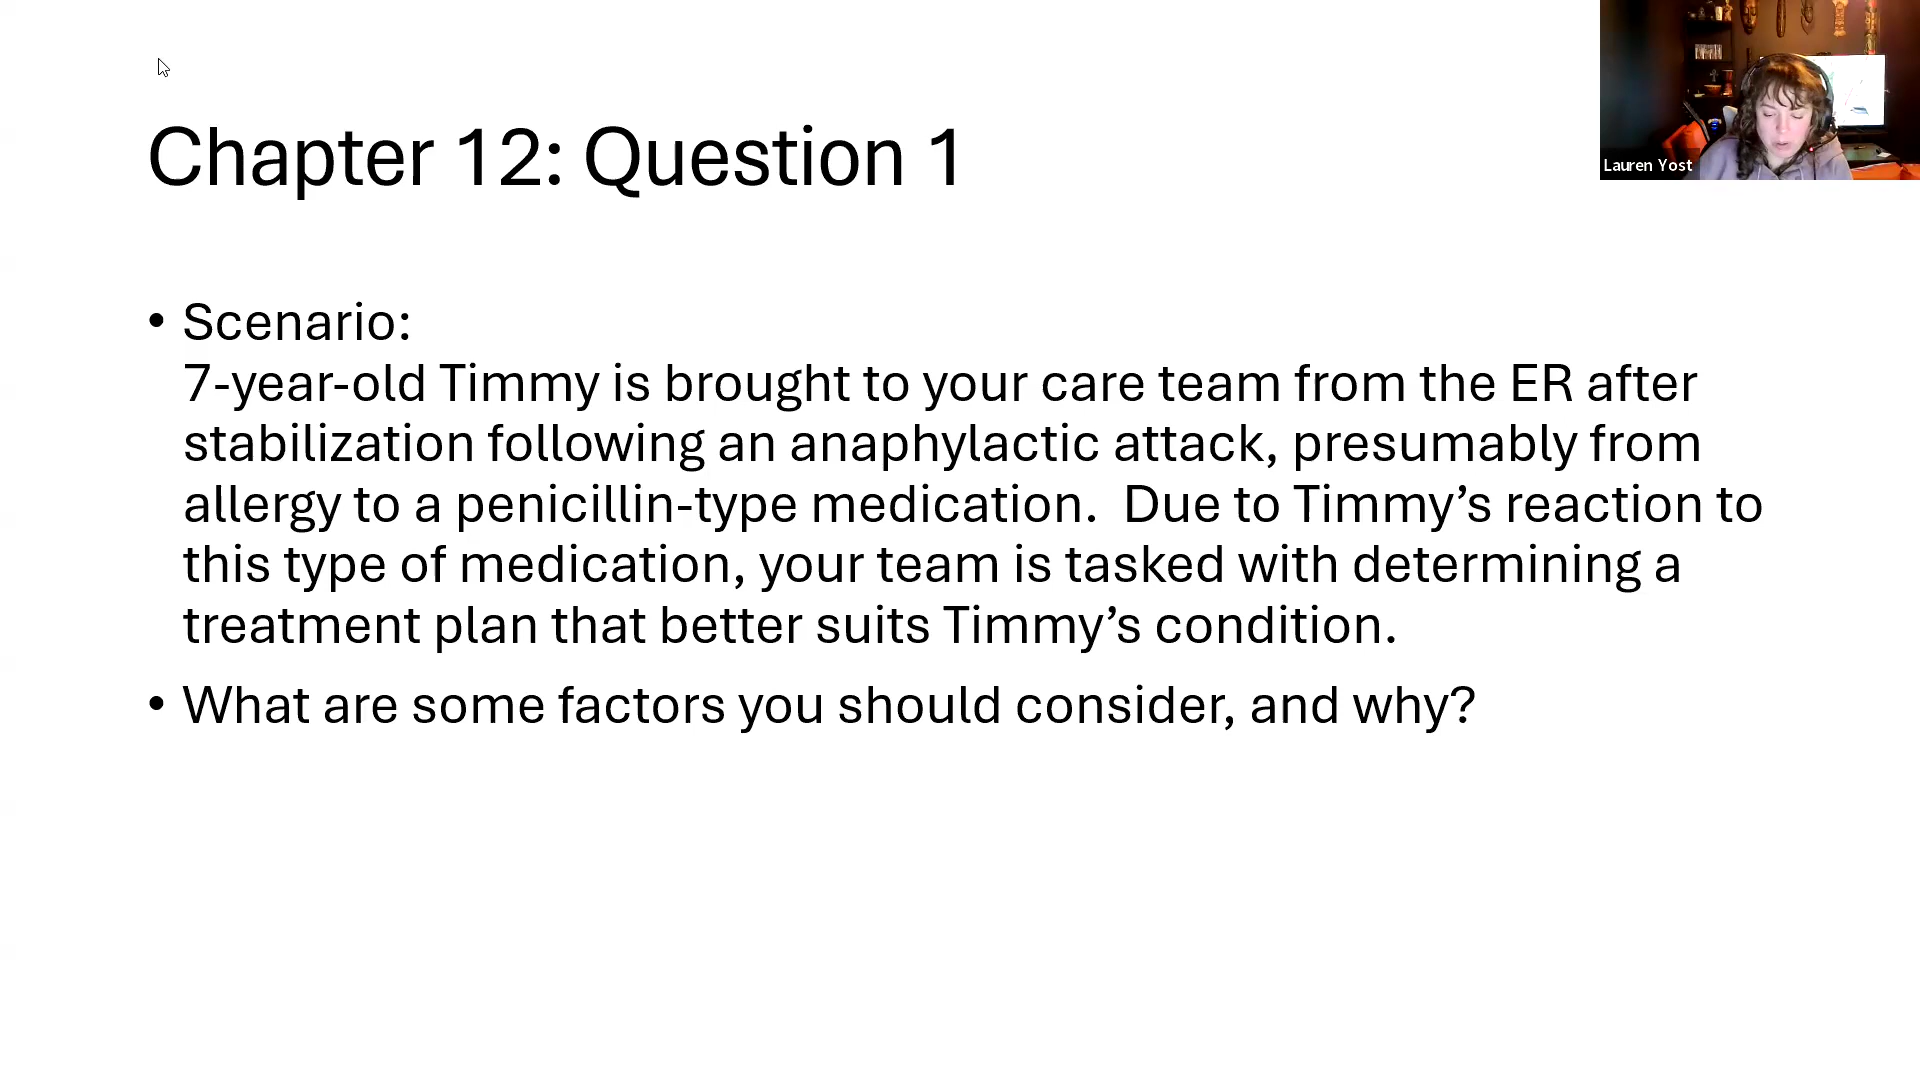 Chapter 12: Question 1
Lauren Yost
• Scenario:
7-year-old Timmy is brought to your care team from the ER after
stabilization following an anaphylactic attack, presumably from
allergy to a penicillin-type medication.  Due to Timmy’s reaction to
this type of medication, your team is tasked with determining a
treatment plan that better suits Timmy’s condition.
• What are some factors you should consider, and why?